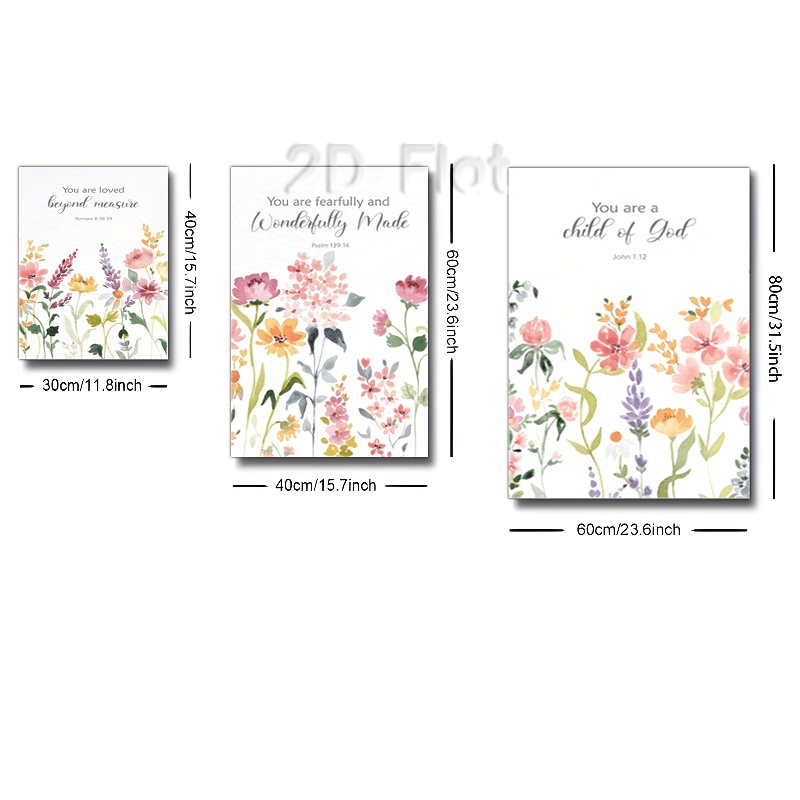 2D Flat
You are loved
beyond measure
Romans 8:38-39
40cm/15.7inch
30cm/11.8inch
You are fearfully and
Wonderfully Made
Psalm 139:14
60cm/23.6inch
40cm/15.7inch
You are a
child of God
John 1:12
80cm/31.5inch
60cm/23.6inch